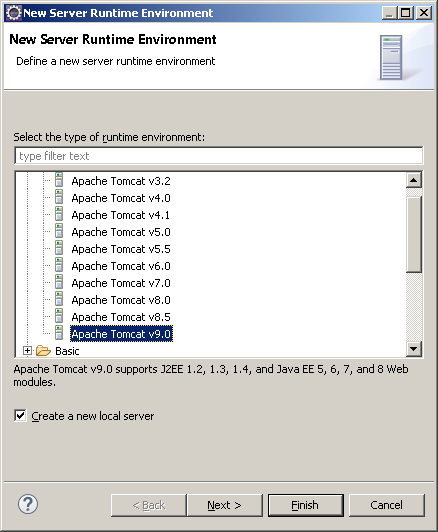 New Server Runtime Environment
New Server Runtime Environment
Define a new server runtime environment
Select the type of runtime environment:
type filter text
Apache Tomcat v3.2
Apache Tomcat v4.0
Apache Tomcat v4.1
Apache Tomcat v5.0
Apache Tomcat v5.5
Apache Tomcat v6.0
Apache Tomcat v7.0
Apache Tomcat v8.0
Apache Tomcat v8.5
Apache Tomcat v9.0
Basic
Apache Tomcat v9.0 supports J2EE 1.2, 1.3, 1.4, and Java EE 5, 6, 7, and 8 Web
modules.
Create a new local server
? < Back Next > Finish Cancel